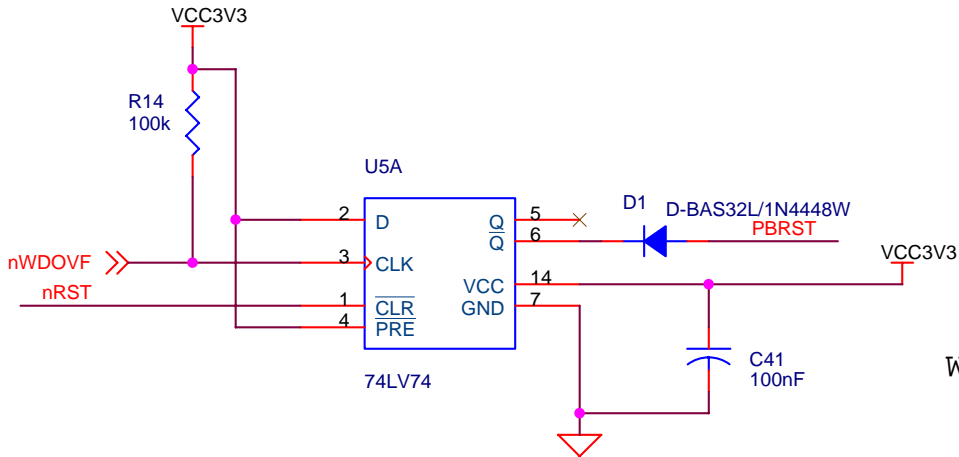 VCC3V3
R14
100k
U5A
2
D
Q
5
Q
6
3
CLK
VCC
14
1
CLR
GND
7
4
PRE
74LV74
nWDOVF
nRST
D1
D-BAS32L/1N4448W
PBRST
VCC3V3
C41
100nF
W